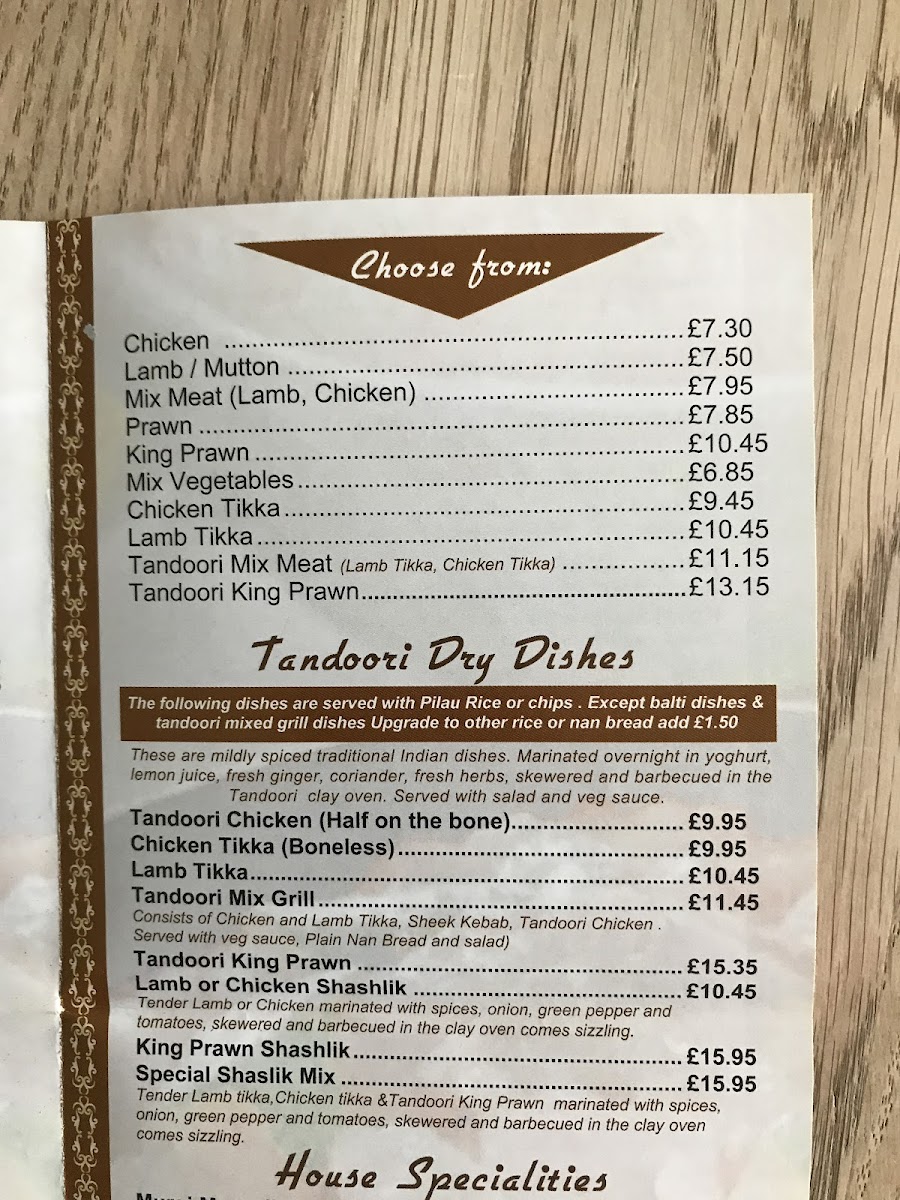 Choose from:
Chicken ........................................................ £7.30
Lamb / Mutton ........................................................ £7.50
Mix Meat (Lamb, Chicken) ........................................ £7.95
Prawn ........................................................ £7.85
King Prawn ........................................................ £10.45
Mix Vegetables ........................................................ £6.85
Chicken Tikka ........................................................ £9.45
Lamb Tikka ........................................................ £10.45
Tandoori Mix Meat (Lamb Tikka, Chicken Tikka) .................. £11.15
Tandoori King Prawn ............................................. £13.15
Tandoori Dry Dishes
The following dishes are served with Pilau Rice or chips . Except balti dishes &
tandoori mixed grill dishes Upgrade to other rice or nan bread add £1.50
These are mildly spiced traditional Indian dishes. Marinated overnight in yoghurt,
lemon juice, fresh ginger, coriander, fresh herbs, skewered and barbecued in the
Tandoori clay oven. Served with salad and veg sauce.
Tandoori Chicken (Half on the bone) ........................ £9.95
Chicken Tikka (Boneless) ........................................ £9.95
Lamb Tikka ........................................................ £10.45
Tandoori Mix Grill ................................................ £11.45
Consists of Chicken and Lamb Tikka, Sheek Kebab, Tandoori Chicken .
Served with veg sauce, Plain Nan Bread and salad)
Tandoori King Prawn ............................................. £15.35
Lamb or Chicken Shashlik ..................................... £10.45
Tender Lamb or Chicken marinated with spices, onion, green pepper and
tomatoes, skewered and barbecued in the clay oven comes sizzling.
King Prawn Shashlik ............................................. £15.95
Special Shaslik Mix ............................................... £15.95
Tender Lamb tikka,Chicken tikka &Tandoori King Prawn marinated with spices,
onion, green pepper and tomatoes, skewered and barbecued in the clay oven
comes sizzling.
House Specialities